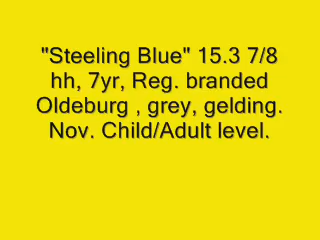 "Steeling Blue" 15.3 7/8
hh, 7yr, Reg. branded
Oldeburg , grey, gelding.
Nov. Child/Adult level.